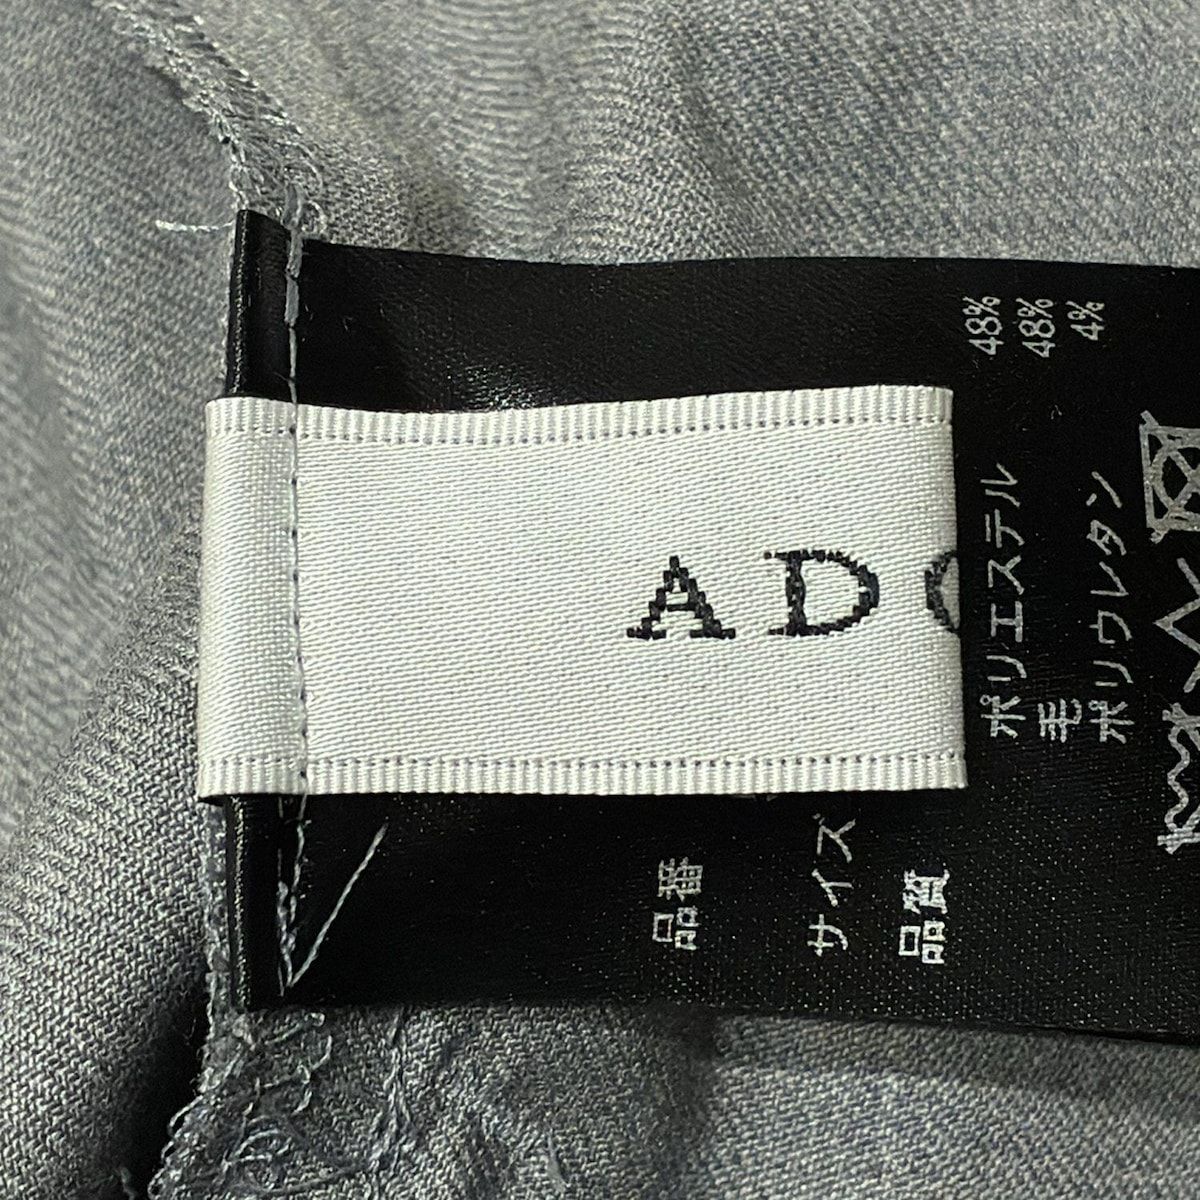 AD
品番
サイズ
品質
ポリエステル 48%
毛 48%
ポリウレタン 4%